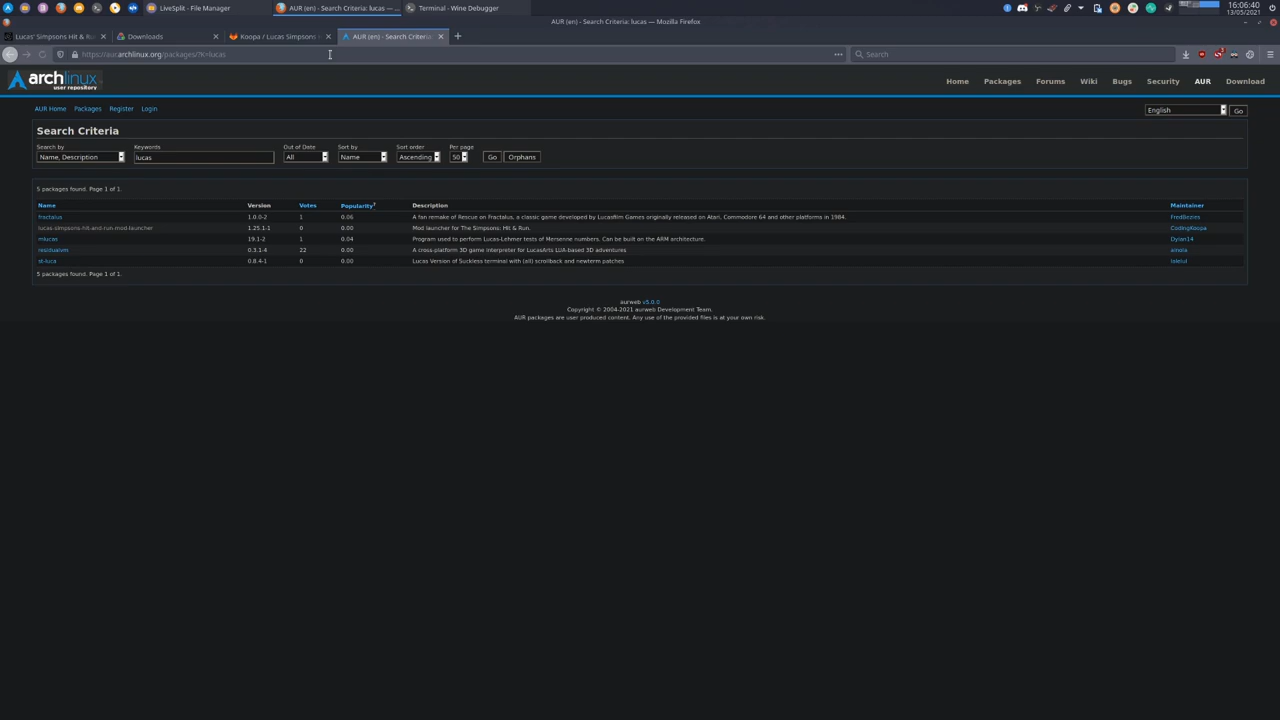 LiveSplit - File Manager
AUR (en) - Search Criteria: lucas — ...
Terminal - Wine Debugger
16:06:40
13/05/2021
AUR (en) - Search Criteria: lucas — Mozilla Firefox
Lucas' Simpsons Hit & Ru
Downloads
Koopa / Lucas Simpsons
AUR (en) - Search Criteria:
https://aur.archlinux.org/packages/?K=lucas
Search
archlinux
user repository
Home Packages Forums Wiki Bugs Security AUR Download
AUR Home Packages Register Login
English Go
Search Criteria
Search by Keywords Out of Date Sort by Sort order Per page
Name, Description lucas All Name Ascending 50 Go Orphans
5 packages found. Page 1 of 1.
Name Version Votes Popularity? Description Maintainer
fractalus 1.0.0-2 1 0.06 A fan remake of Rescue on Fractalus, a classic game developed by Lucasfilm Games originally released on Atari, Commodore 64 and other platforms in 1984. FredBezies
lucas-simpsons-hit-and-run-mod-launcher 1.25.1-1 0 0.00 Mod launcher for The Simpsons: Hit & Run. CodingKoopa
mlucas 19.1-2 1 0.04 Program used to perform Lucas-Lehmer tests of Mersenne numbers. Can be built on the ARM architecture. Dylan14
residualvm 0.3.1-4 22 0.00 A cross-platform 3D game interpreter for LucasArts LUA-based 3D adventures
st-luca 0.8.4-1 0 0.00 Lucas Version of Suckless terminal with (all) scrollback and newterm patches
5 packages found. Page 1 of 1.
aurweb v5.0.0
Copyright © 2004-2021 aurweb Development Team.
AUR packages are user produced content. Any use of the provided files is at your own risk.